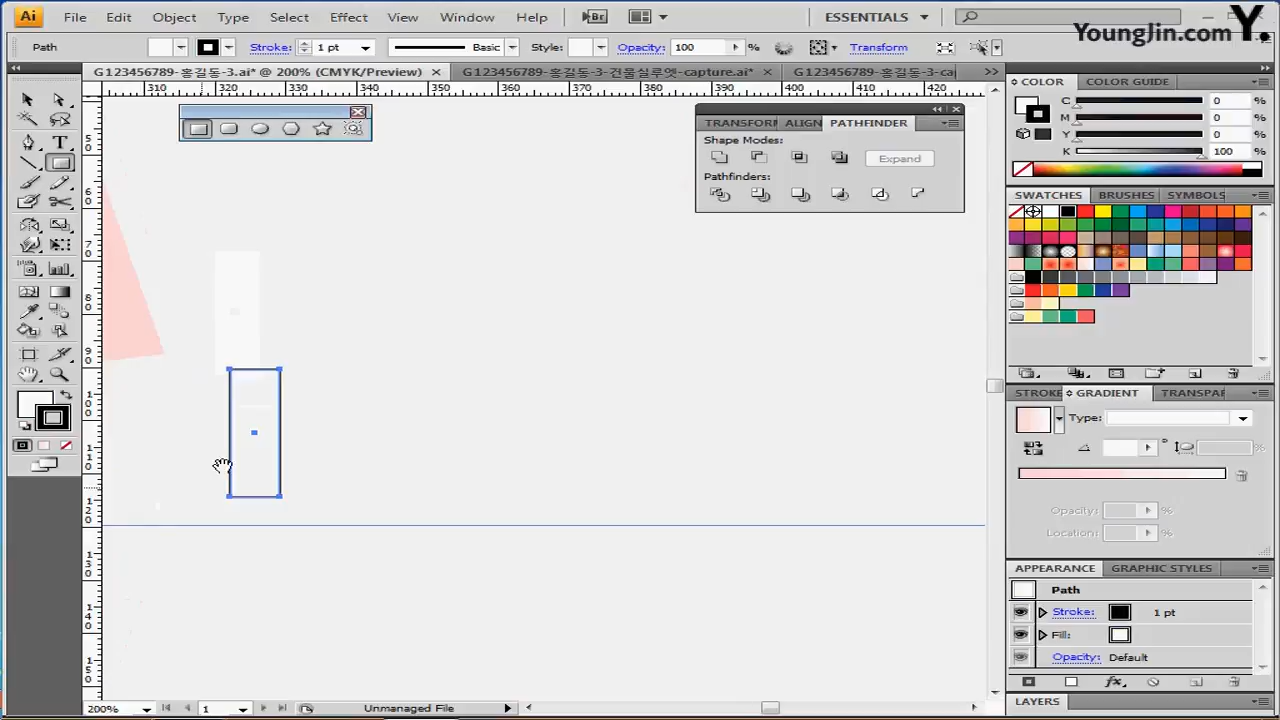 Ai File Edit Object Type Select Effect View Window Help Br ESSENTIALS
YoungJin.com Y.
Path Stroke: 1 pt Basic Style: Opacity: 100 % Transform
G123456789-홍길동-3.ai* @ 200% (CMYK/Preview) × G123456789-홍길동-3-건물실루엣-capture.ai* × G123456789-홍길동-3-ca
310 320 330 340 350 360 370 380 390 400 410 420
COLOR COLOR GUIDE
C 0 %
M 0 %
Y 0 %
K 100 %
TRANSFORM ALIGN PATHFINDER
Shape Modes:
Expand
Pathfinders:
SWATCHES BRUSHES SYMBOLS
STROKE GRADIENT TRANSPAR
Type:
Opacity: %
Location: %
APPEARANCE GRAPHIC STYLES
Path
Stroke: 1 pt
Fill:
Opacity: Default
LAYERS
200% 1 Unmanaged File